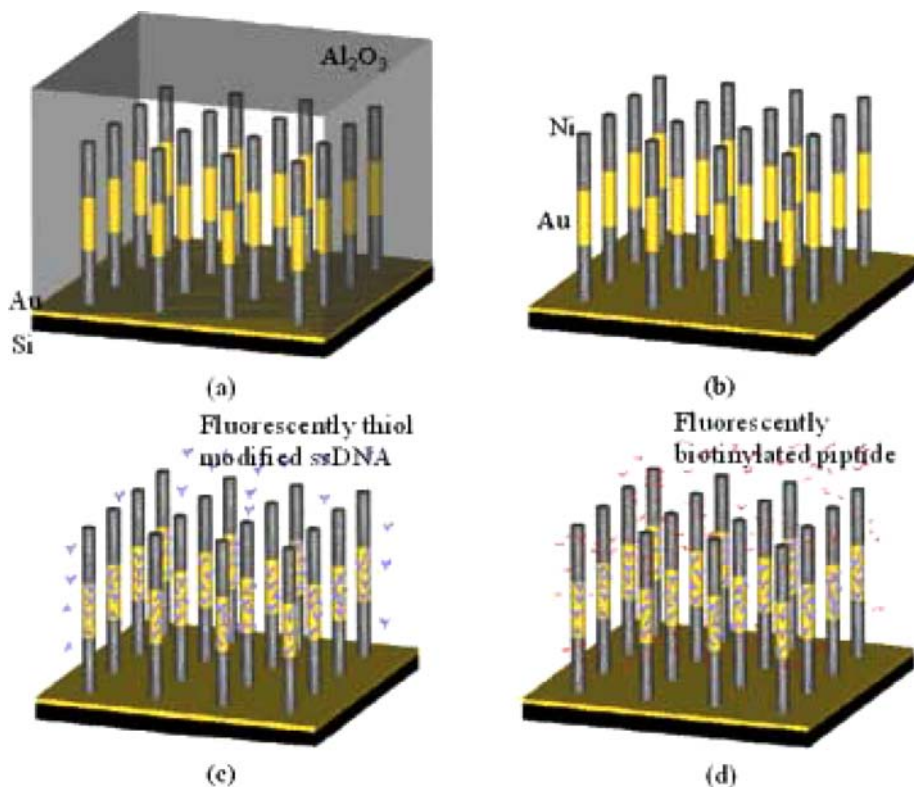 Al₂O₃
Au
Si
(a)
Ni
Au
(b)
Fluorescently thiol
modified ssDNA
(c)
Fluorescently
biotinylated piptide
(d)